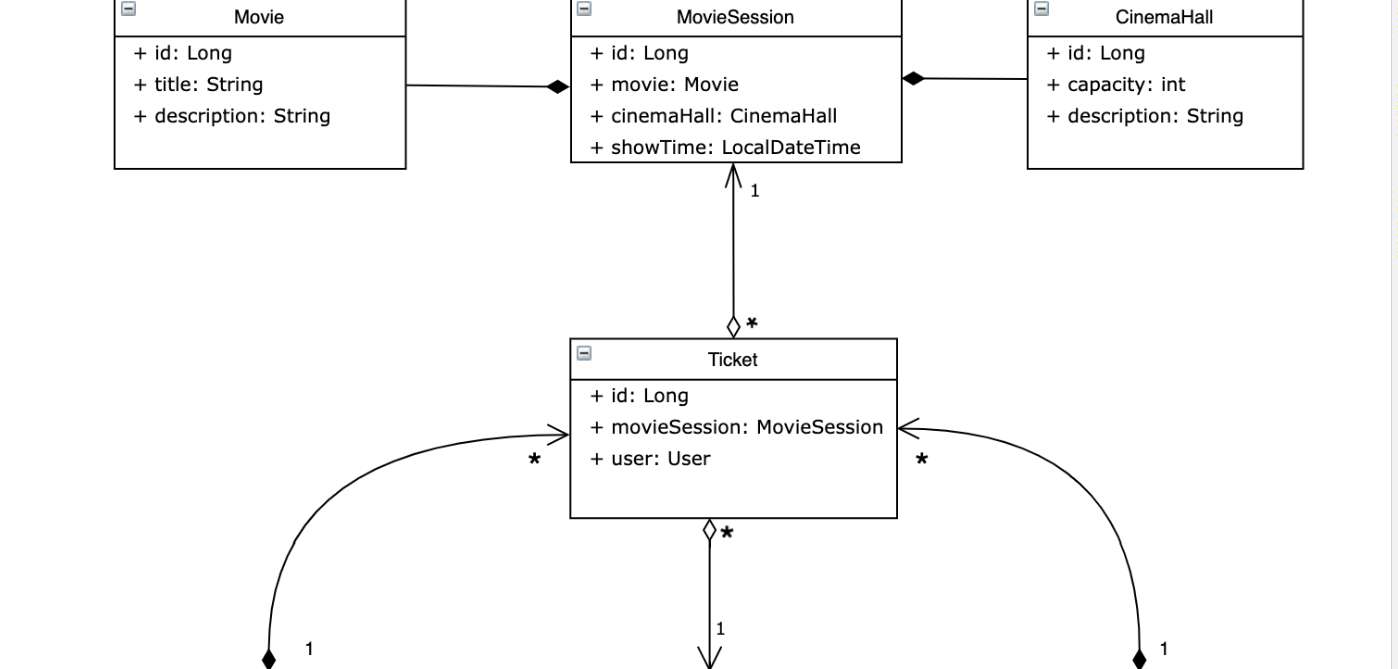 Movie
+ id: Long
+ title: String
+ description: String
MovieSession
+ id: Long
+ movie: Movie
+ cinemaHall: CinemaHall
+ showTime: LocalDateTime
CinemaHall
+ id: Long
+ capacity: int
+ description: String
1
*
Ticket
+ id: Long
+ movieSession: MovieSession
+ user: User
*
*
*
1
1
1